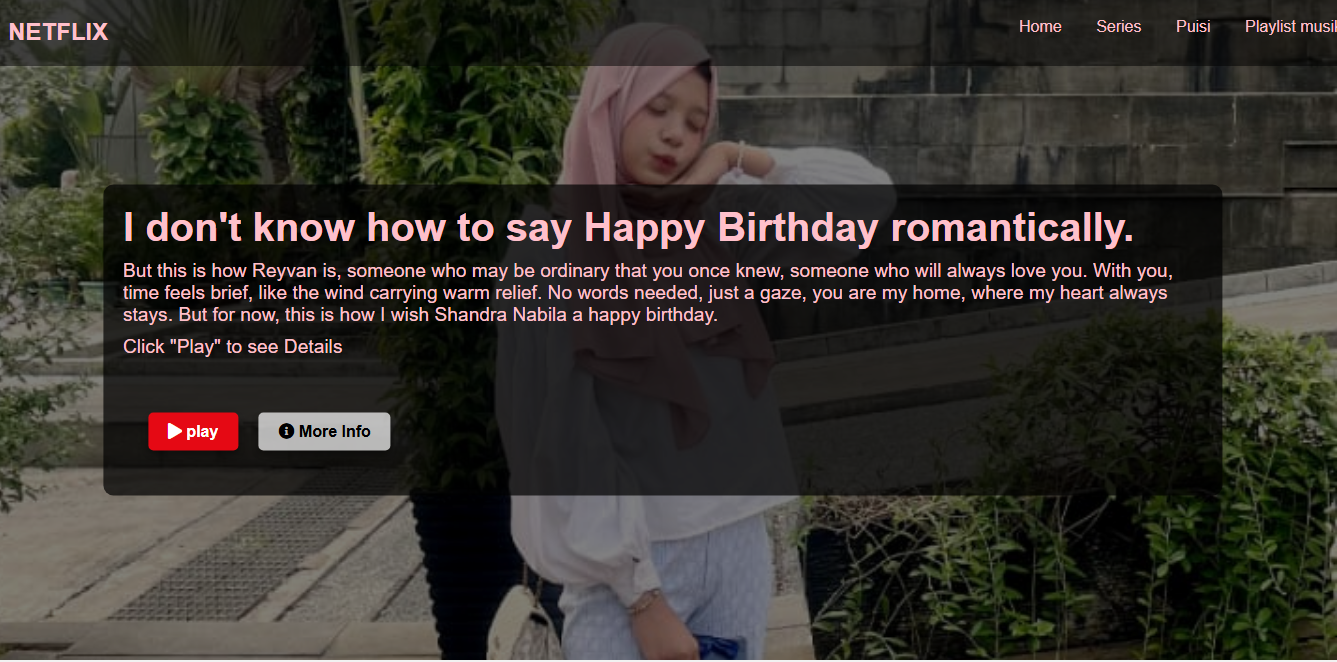 NETFLIX
Home Series Puisi Playlist musik
I don't know how to say Happy Birthday romantically.
But this is how Reyvan is, someone who may be ordinary that you once knew, someone who will always love you. With you,
time feels brief, like the wind carrying warm relief. No words needed, just a gaze, you are my home, where my heart always
stays. But for now, this is how I wish Shandra Nabila a happy birthday.
Click "Play" to see Details
play More Info